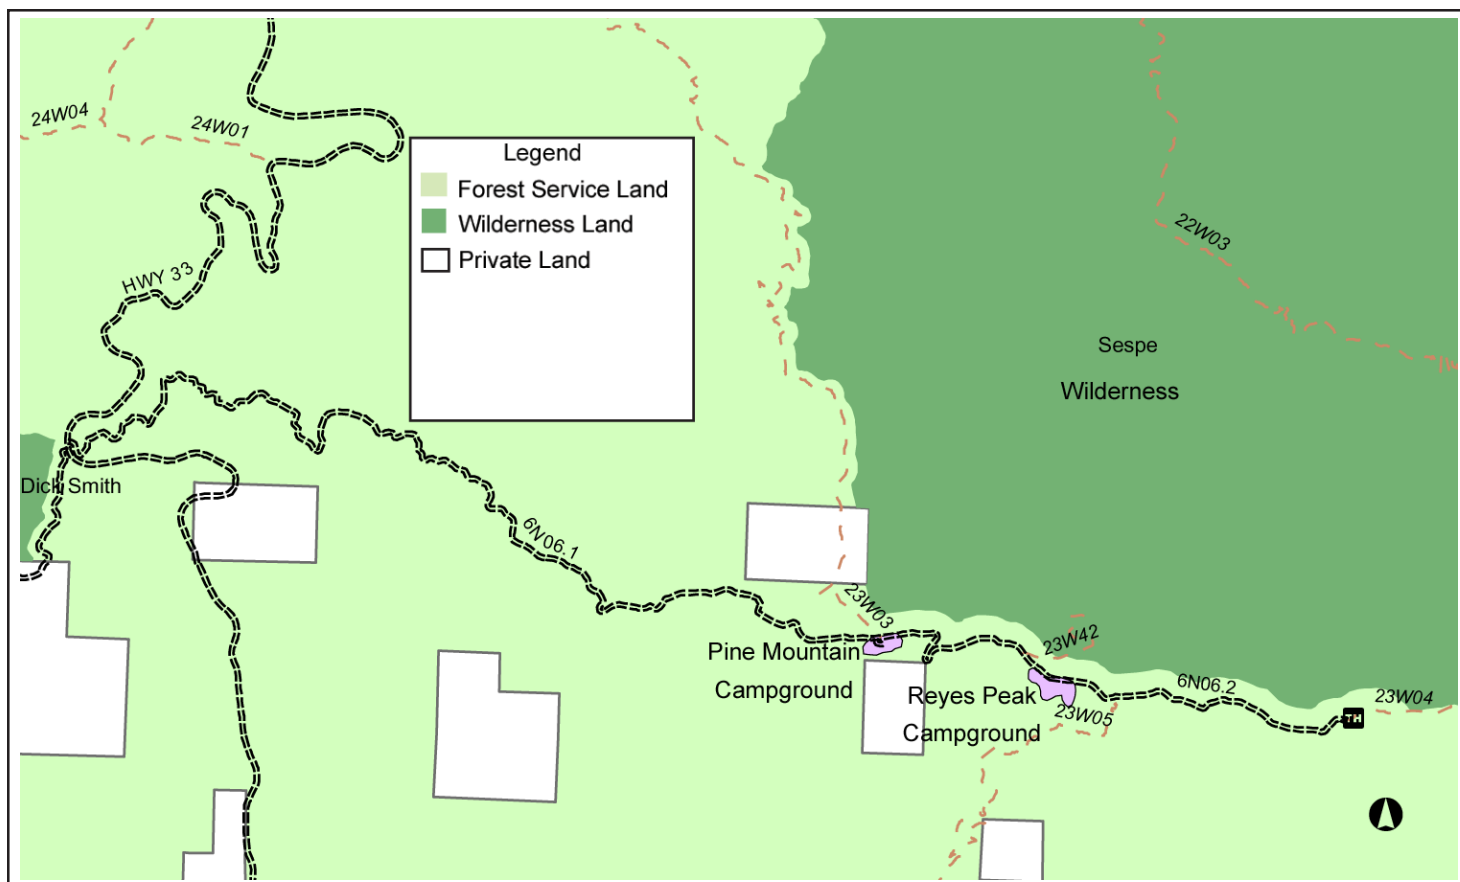 24W04
24W01
Legend
Forest Service Land
Wilderness Land
Private Land
22W03
HWY 33
Sespe
Wilderness
Dick Smith
6N06.1
23W03
23W42
Pine Mountain
Campground
Reyes Peak
Campground
6N06.2
23W04
23W05
TH